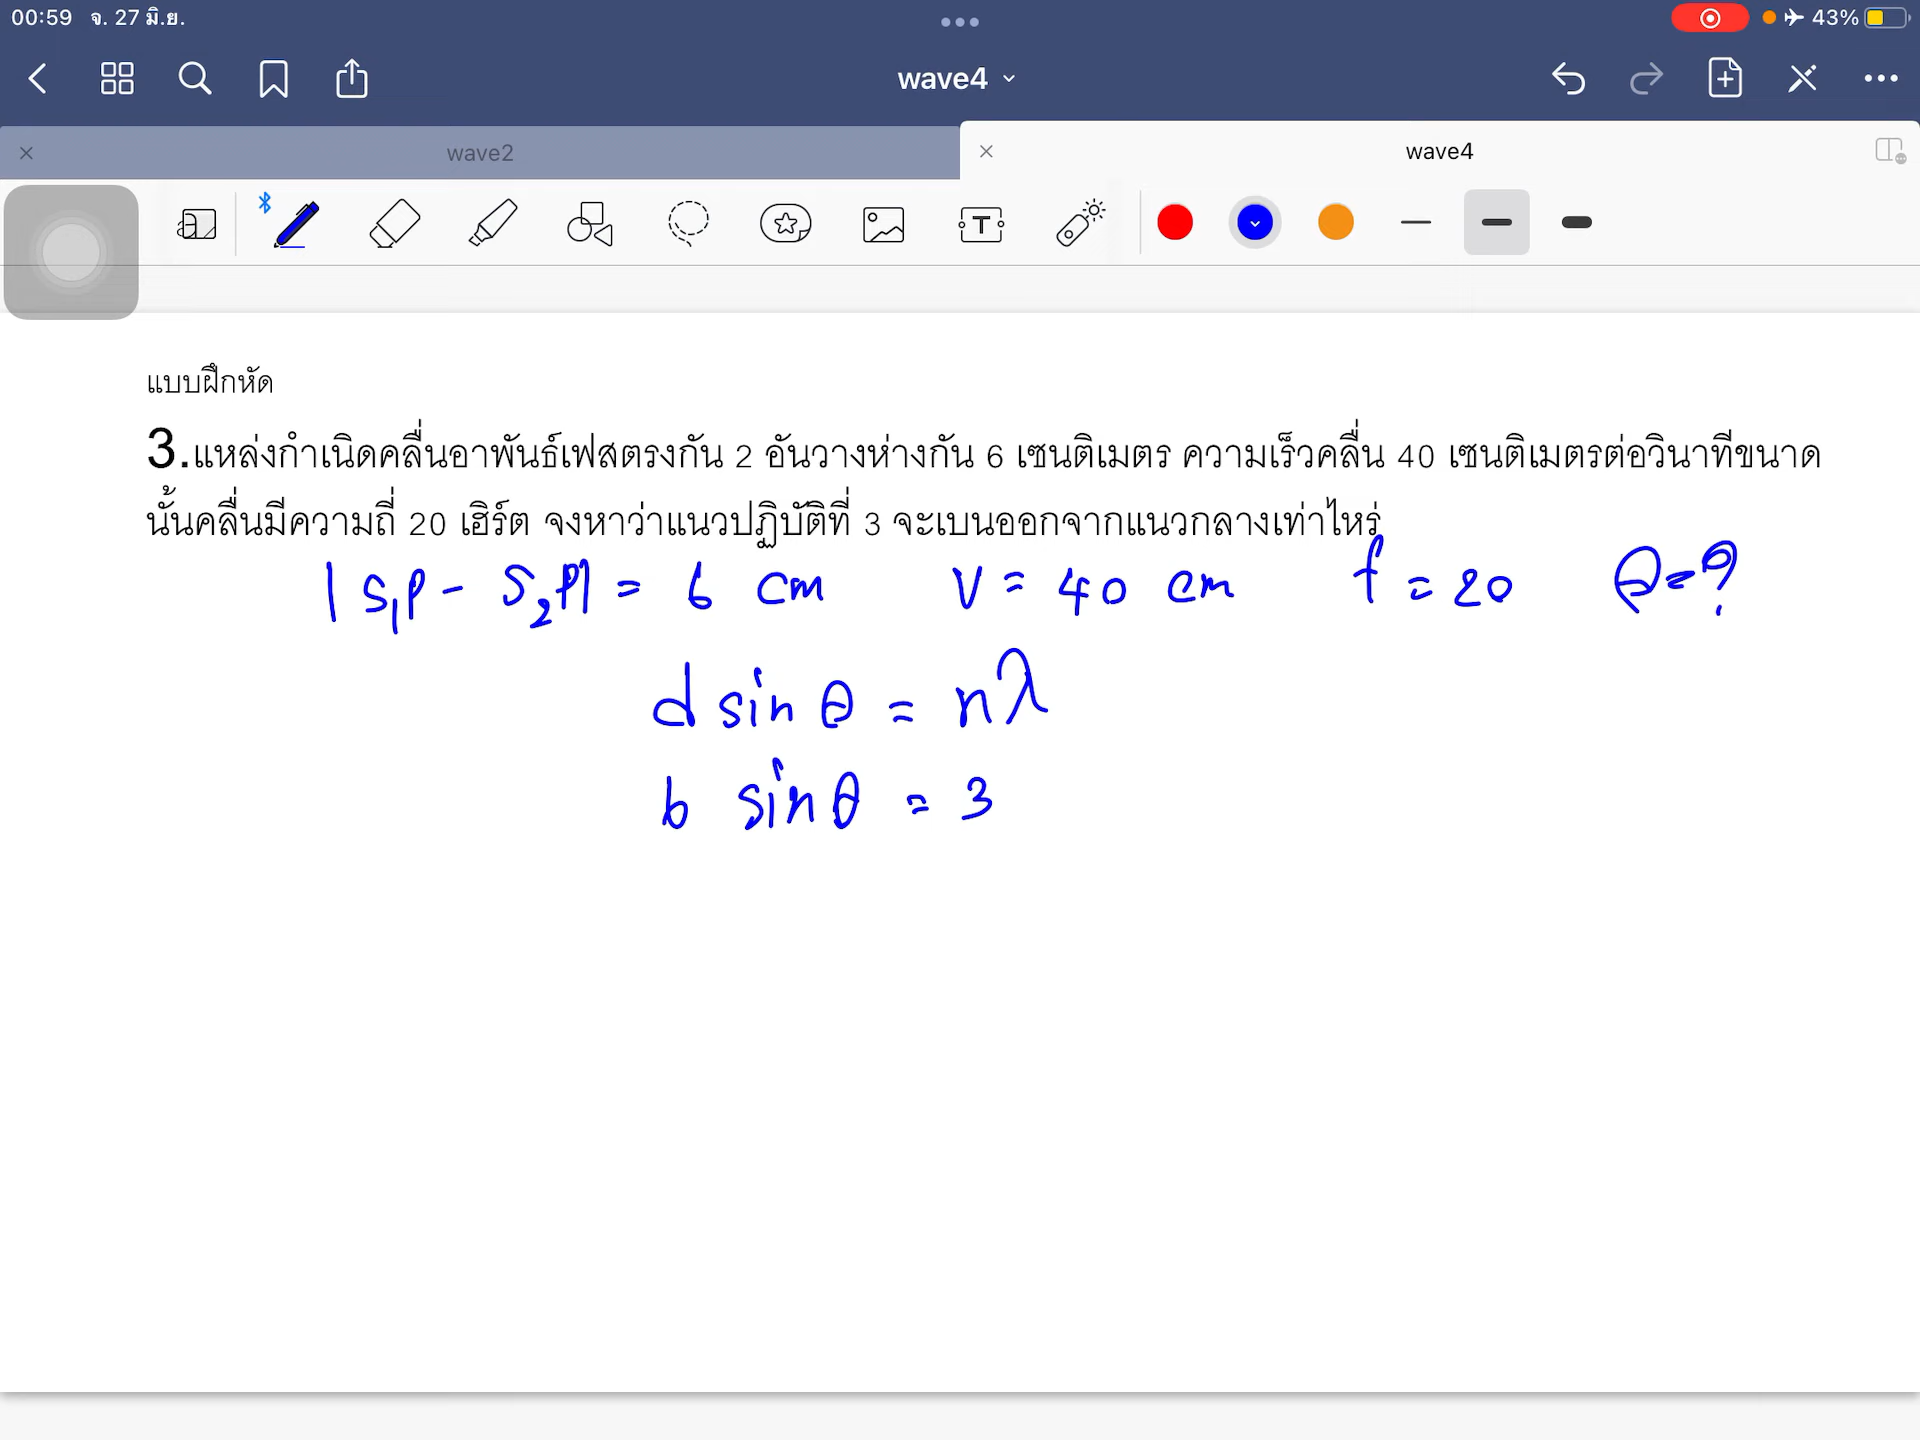 00:59 จ. 27 มิ.ย.
43%
wave4
wave2
wave4
แบบฝึกหัด
3.แหล่งกำเนิดคลื่นอาพันธ์เฟสตรงกัน 2 อันวางห่างกัน 6 เซนติเมตร ความเร็วคลื่น 40 เซนติเมตรต่อวินาทีขนาด
นั้นคลื่นมีความถี่ 20 เฮิร์ต จงหาว่าแนวปฏิบัติที่ 3 จะเบนออกจากแนวกลางเท่าไหร่
|S₁P - S₂P| = 6 cm V = 40 cm f = 20 θ = ?
d sin θ = nλ
6 sin θ = 3